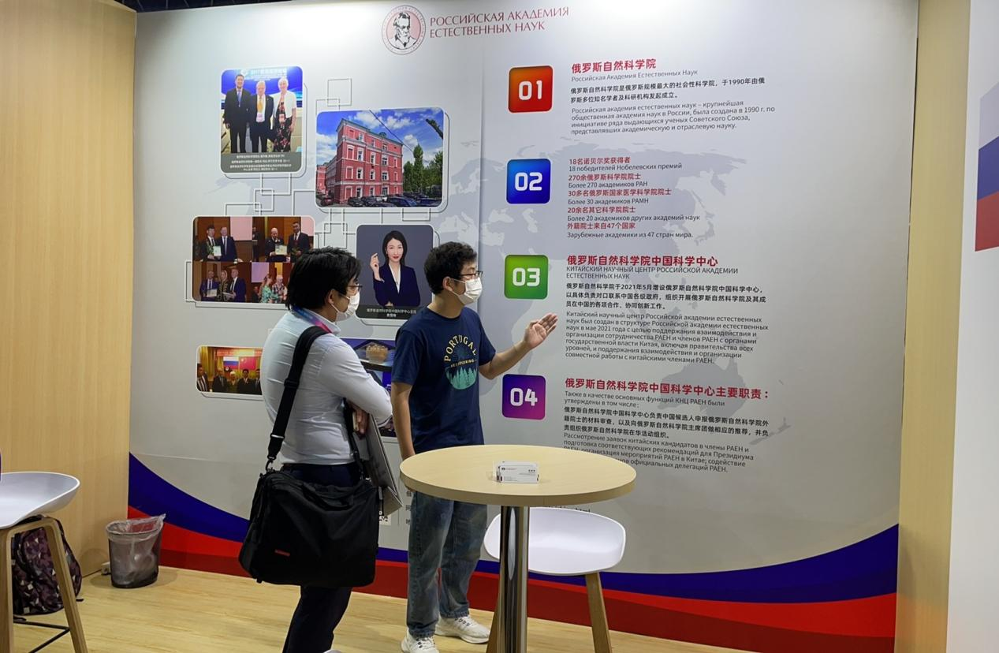 РОССИЙСКАЯ АКАДЕМИЯ
ЕСТЕСТВЕННЫХ НАУК
01
俄罗斯自然科学院
Российская Академия Естественных Наук
俄罗斯自然科学院是俄罗斯规模最大的社会性科学院，于1990年由俄
罗斯多位知名学者及科研机构发起成立。
Российская академия естественных наук – крупнейшая
общественная академия наук в России, была создана в 1990 г. по
инициативе ряда выдающихся ученых Советского Союза,
представлявших академическую и отраслевую науку.
02
18名诺贝尔奖获得者
18 победителей Нобелевских премий
270余俄罗斯科学院院士
Более 270 академиков РАН
30多名俄罗斯国家医学科学院院士
Более 30 академиков РАМН
20余名其它科学院院士
Более 20 академиков других академий наук
外籍院士来自47个国家
Зарубежные академики из 47 стран мира.
03
俄罗斯自然科学院中国科学中心
КИТАЙСКИЙ НАУЧНЫЙ ЦЕНТР РОССИЙСКОЙ АКАДЕМИИ
ЕСТЕСТВЕННЫХ НАУК
俄罗斯自然科学院于2021年5月增设俄罗斯自然科学院中国科学中心，
以具体负责对口联系中国各级政府，组织开展俄罗斯自然科学院及其成
员在中国的各项合作、协同创新工作。
Китайский научный центр Российской академии естественных
наук был создан в структуре Российской академии естественных
наук в мае 2021 года с целью поддержания взаимодействия и
организации сотрудничества РАЕН и членов РАЕН с органами
государственной власти Китая, включая правительства всех
уровней, и поддержания взаимодействия и организации
совместной работы с китайскими членами РАЕН.
04
俄罗斯自然科学院中国科学中心主要职责：
Также в качестве основных функций КНЦ РАЕН были
утверждены в том числе:
俄罗斯自然科学院中国科学中心负责中国候选人申报俄罗斯自然科学院外
籍院士的材料审查，以及向俄罗斯自然科学院主席团做相应的推荐，并负
责组织俄罗斯自然科学院在华活动组织。
Рассмотрение заявок китайских кандидатов в члены РАЕН и
подготовка соответствующих рекомендаций для Президиума
РАЕН; организация мероприятий РАЕН в Китае; содействие
официальных делегаций РАЕН.
PORTUGAL